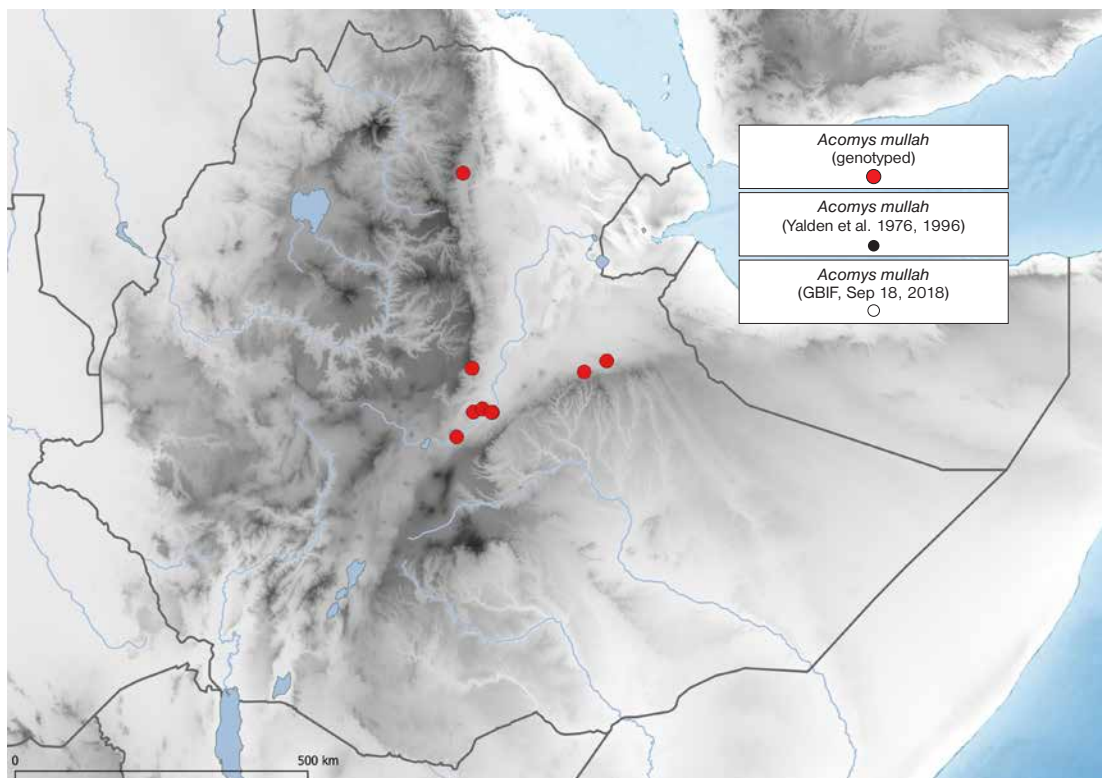 Acomys mullah
(genotyped)
Acomys mullah
(Yalden et al. 1976, 1996)
Acomys mullah
(GBIF, Sep 18, 2018)
0
500 km